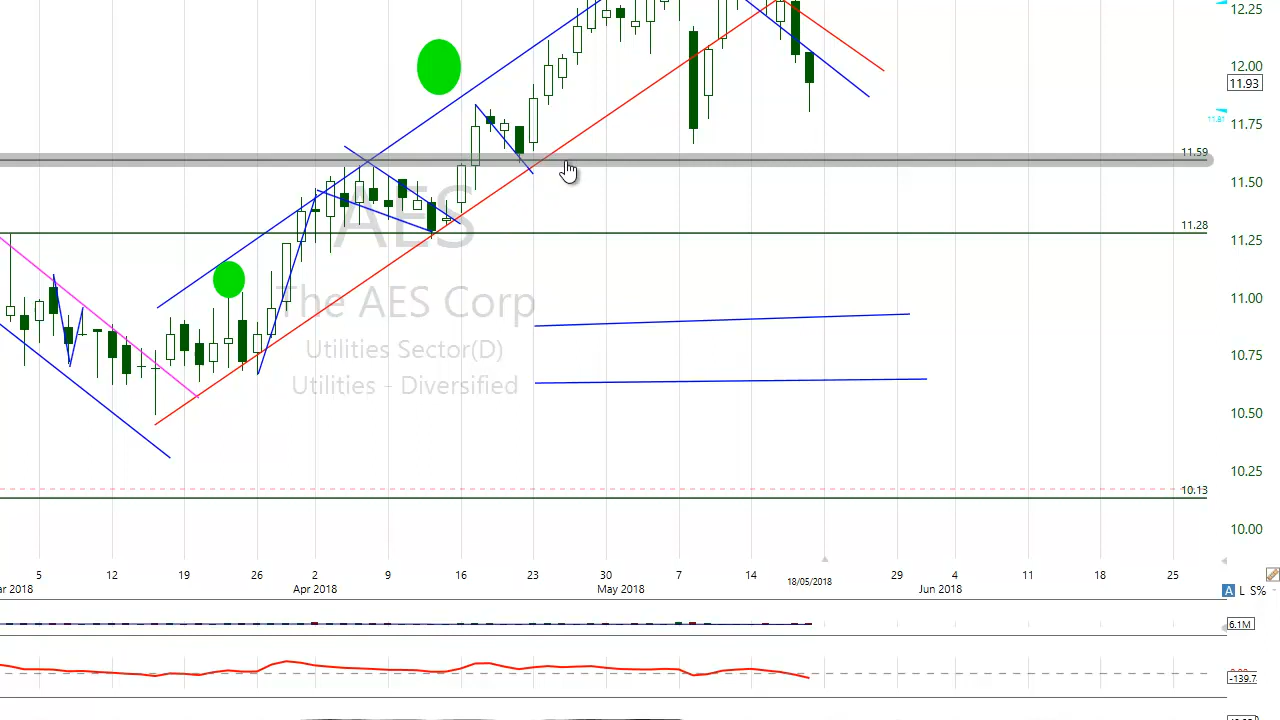 12.25
12.00
11.93
11.75
11.59
11.50
AES
11.28
11.25
11.00
The AES Corp
10.75
Utilities Sector(D)
Utilities - Diversified
10.50
10.25
10.13
10.00
5 12 19 26 2 9 16 23 30 7 14 18/05/2018 29 4 11 18 25
ar 2018 Apr 2018 May 2018 Jun 2018
A L S%
6.1M
-139.7